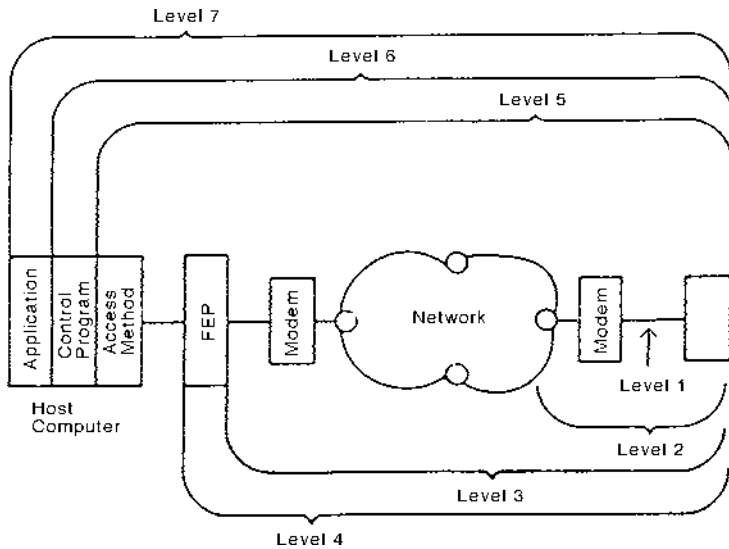 Level 7
Level 6
Level 5
Application
Control
Program
Access
Method
FEP
Modem
Network
Modem
Level 1
Host
Computer
Level 2
Level 3
Level 4